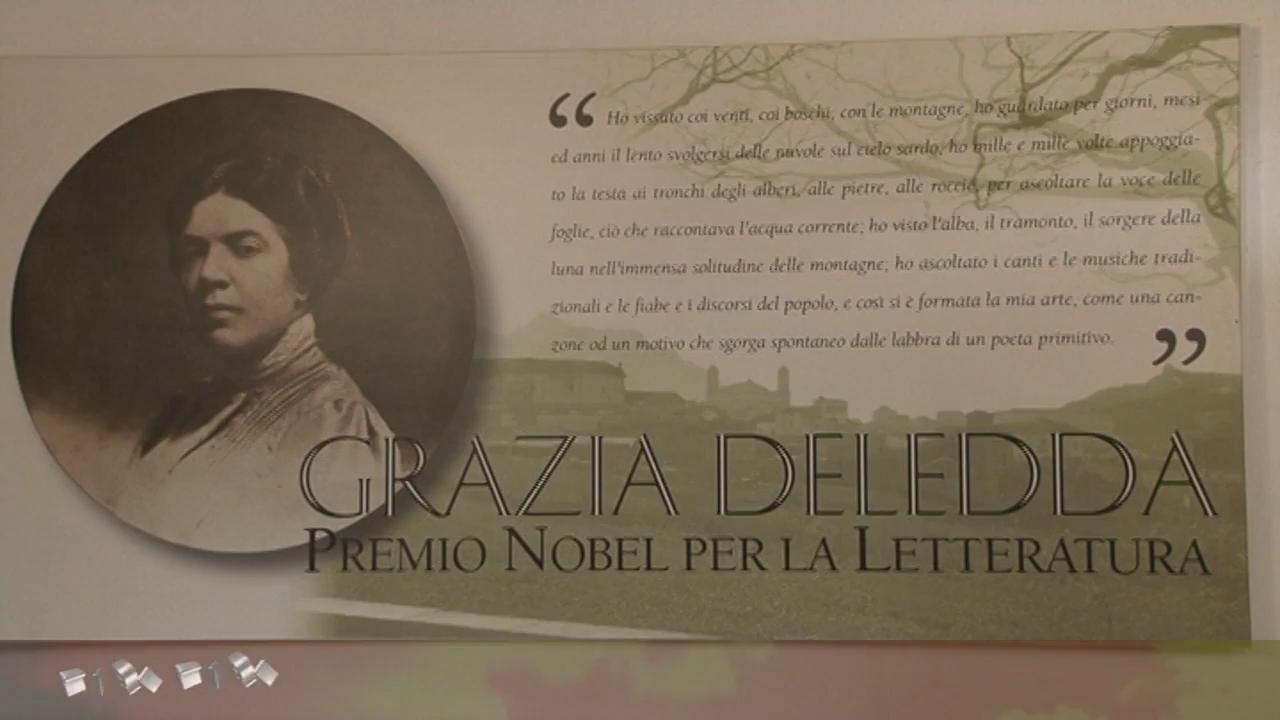 “ Ho vissuto coi venti, coi boschi, con le montagne, ho guardato per giorni, mesi
ed anni il lento svolgersi delle nuvole sul cielo sardo, ho mille e mille volte appoggia-
to la testa ai tronchi degli alberi, alle pietre, alle roccie, per ascoltare la voce delle
foglie, ciò che raccontava l'acqua corrente; ho visto l'alba, il tramonto, il sorgere della
luna nell'immensa solitudine delle montagne; ho ascoltato i canti e le musiche tradi-
zionali e le fiabe e i discorsi del popolo, e così si è formata la mia arte, come una can-
zone od un motivo che sgorga spontaneo dalle labbra di un poeta primitivo. ”
GRAZIA DELEDDA
PREMIO NOBEL PER LA LETTERATURA